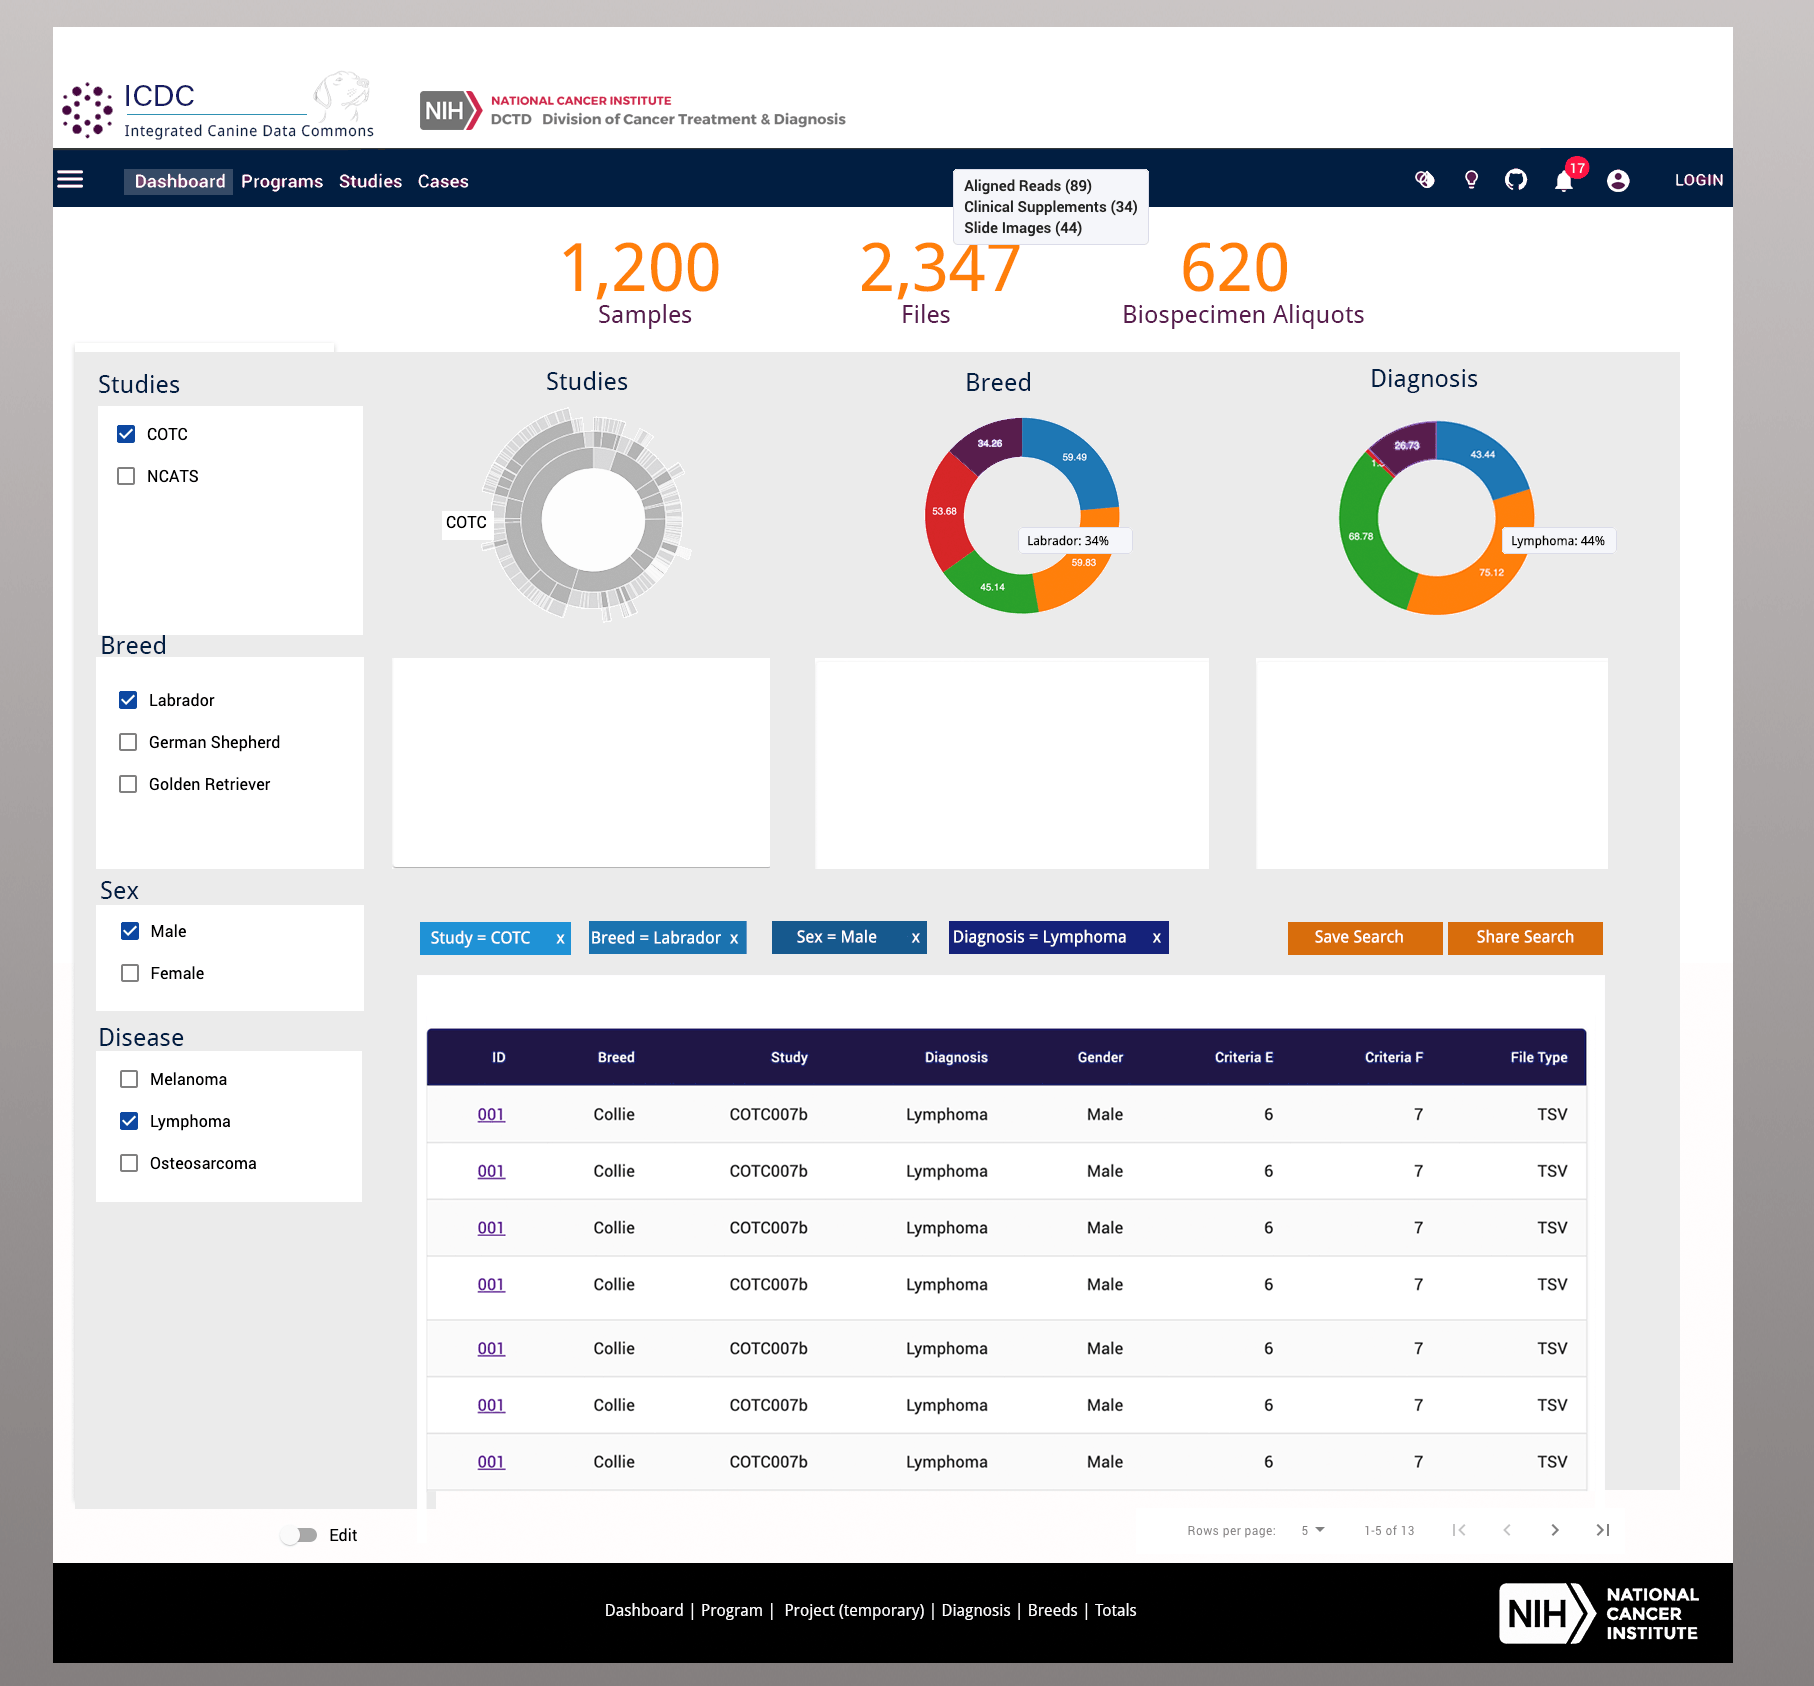 ICDC
Integrated Canine Data Commons
NIH
NATIONAL CANCER INSTITUTE
DCTD Division of Cancer Treatment & Diagnosis
Dashboard Programs Studies Cases
17
LOGIN
Aligned Reads (89)
Clinical Supplements (34)
Slide Images (44)
1,200
Samples
2,347
Files
620
Biospecimen Aliquots
Studies
COTC
NCATS
Breed
Labrador
German Shepherd
Golden Retriever
Sex
Male
Female
Disease
Melanoma
Lymphoma
Osteosarcoma
Edit
Studies
COTC
Breed
34.26
59.49
53.68
Labrador: 34%
59.83
45.14
Diagnosis
26.73
43.44
68.78
Lymphoma: 44%
75.12
Study = COTC x
Breed = Labrador x
Sex = Male x
Diagnosis = Lymphoma x
Save Search
Share Search
ID Breed Study Diagnosis Gender Criteria E Criteria F File Type
001 Collie COTC007b Lymphoma Male 6 7 TSV
001 Collie COTC007b Lymphoma Male 6 7 TSV
001 Collie COTC007b Lymphoma Male 6 7 TSV
001 Collie COTC007b Lymphoma Male 6 7 TSV
001 Collie COTC007b Lymphoma Male 6 7 TSV
001 Collie COTC007b Lymphoma Male 6 7 TSV
001 Collie COTC007b Lymphoma Male 6 7 TSV
Rows per page: 5 1-5 of 13
Dashboard | Program | Project (temporary) | Diagnosis | Breeds | Totals
NIH
NATIONAL
CANCER
INSTITUTE